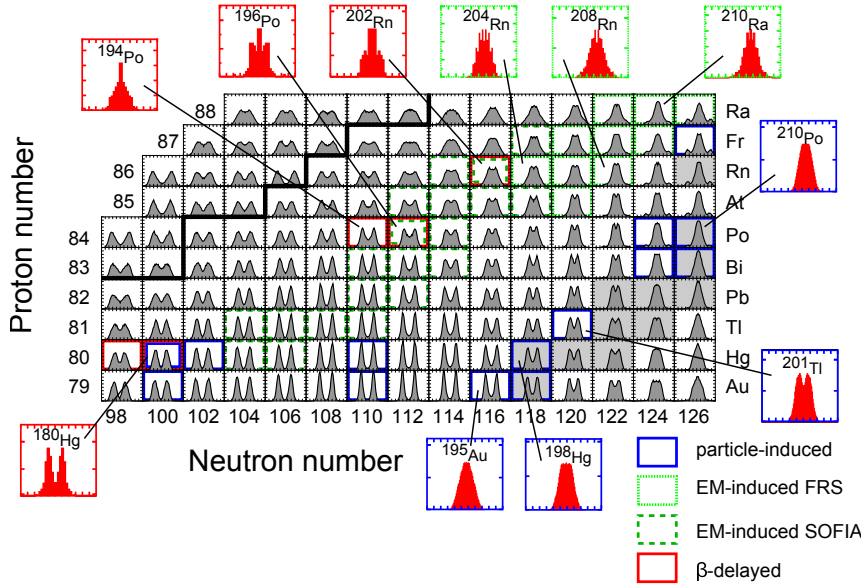 196Po
202Rn
204Rn
208Rn
210Ra
194Po
88
Ra
87
Fr
210Po
86
Rn
85
At
84
Po
83
Bi
82
Pb
81
Tl
80
Hg
201Tl
79
Au
98 100 102 104 106 108 110 112 114 116 118 120 122 124 126
Proton number
180Hg
Neutron number
195Au
198Hg
particle-induced
EM-induced FRS
EM-induced SOFIA
β-delayed